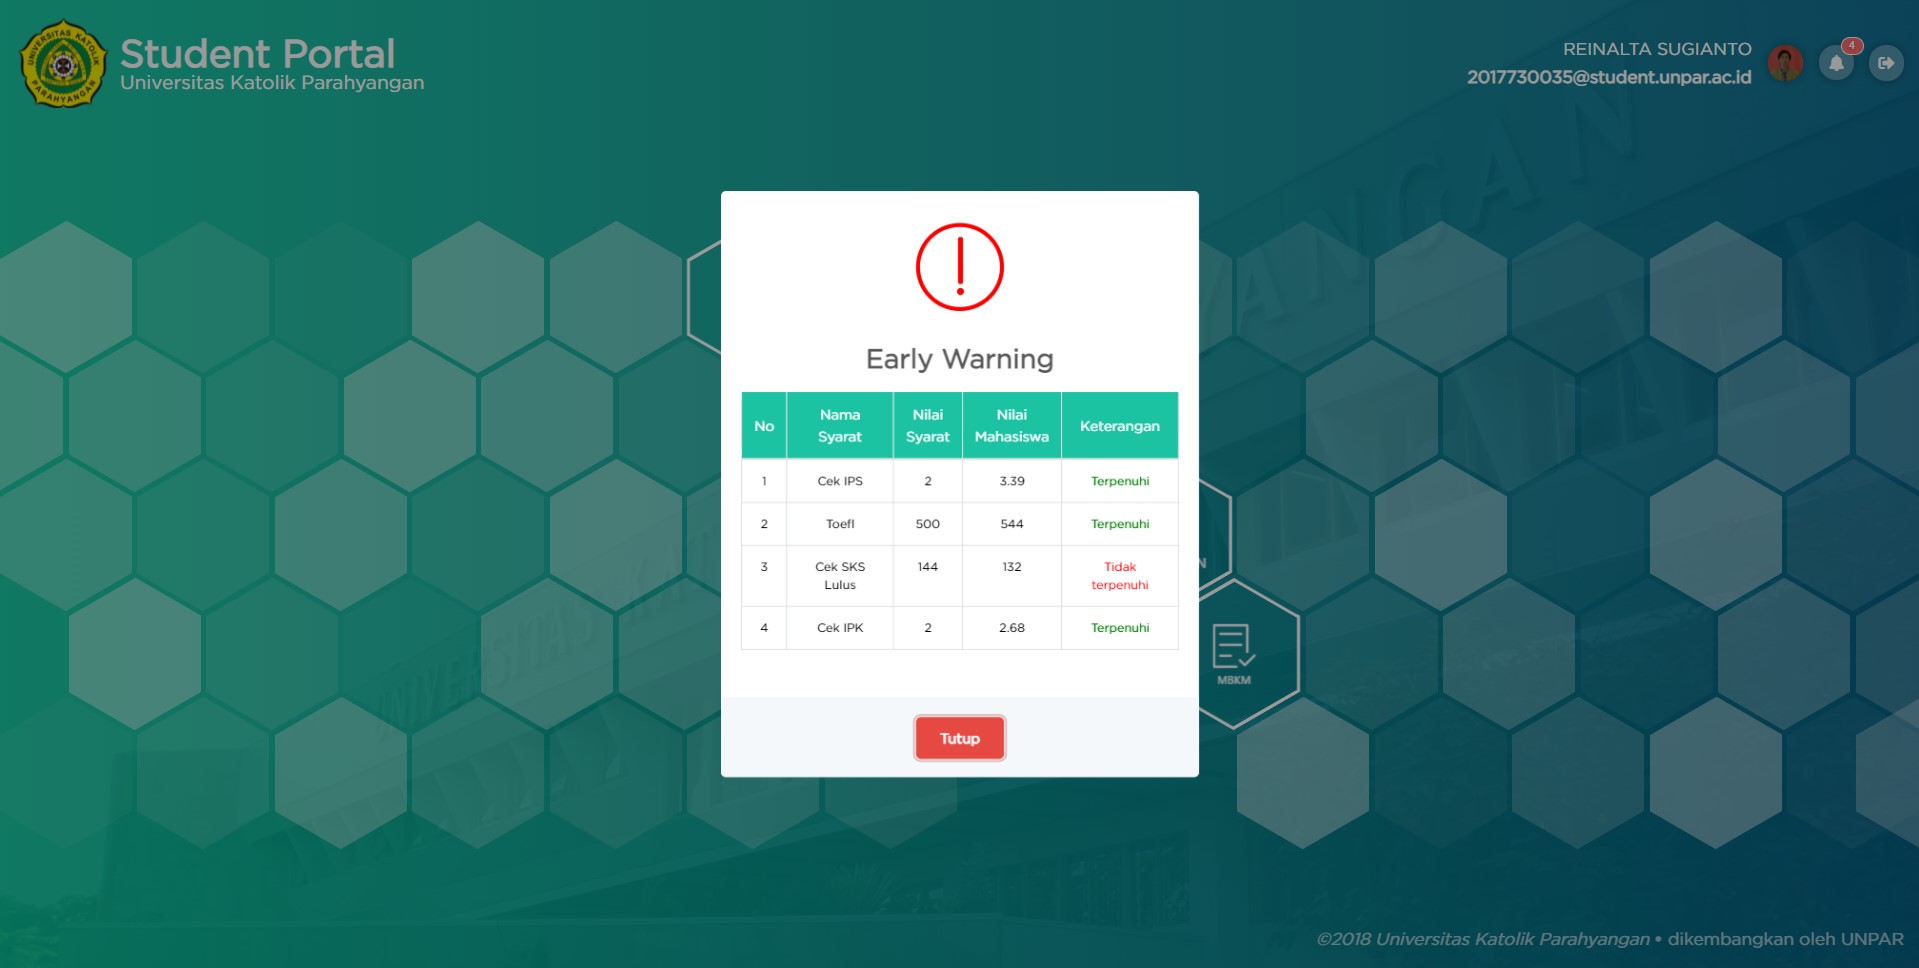 Student Portal
Universitas Katolik Parahyangan
REINALTA SUGIANTO
2017730035@student.unpar.ac.id
4
UNIVERSITAS KATOLIK
PARAHYANGAN
Early Warning
No Nama Syarat Nilai Syarat Nilai Mahasiswa Keterangan
1 Cek IPS 2 3.39 Terpenuhi
2 Toefl 500 544 Terpenuhi
3 Cek SKS Lulus 144 132 Tidak terpenuhi
4 Cek IPK 2 2.68 Terpenuhi
N
MBKM
Tutup
©2018 Universitas Katolik Parahyangan • dikembangkan oleh UNPAR